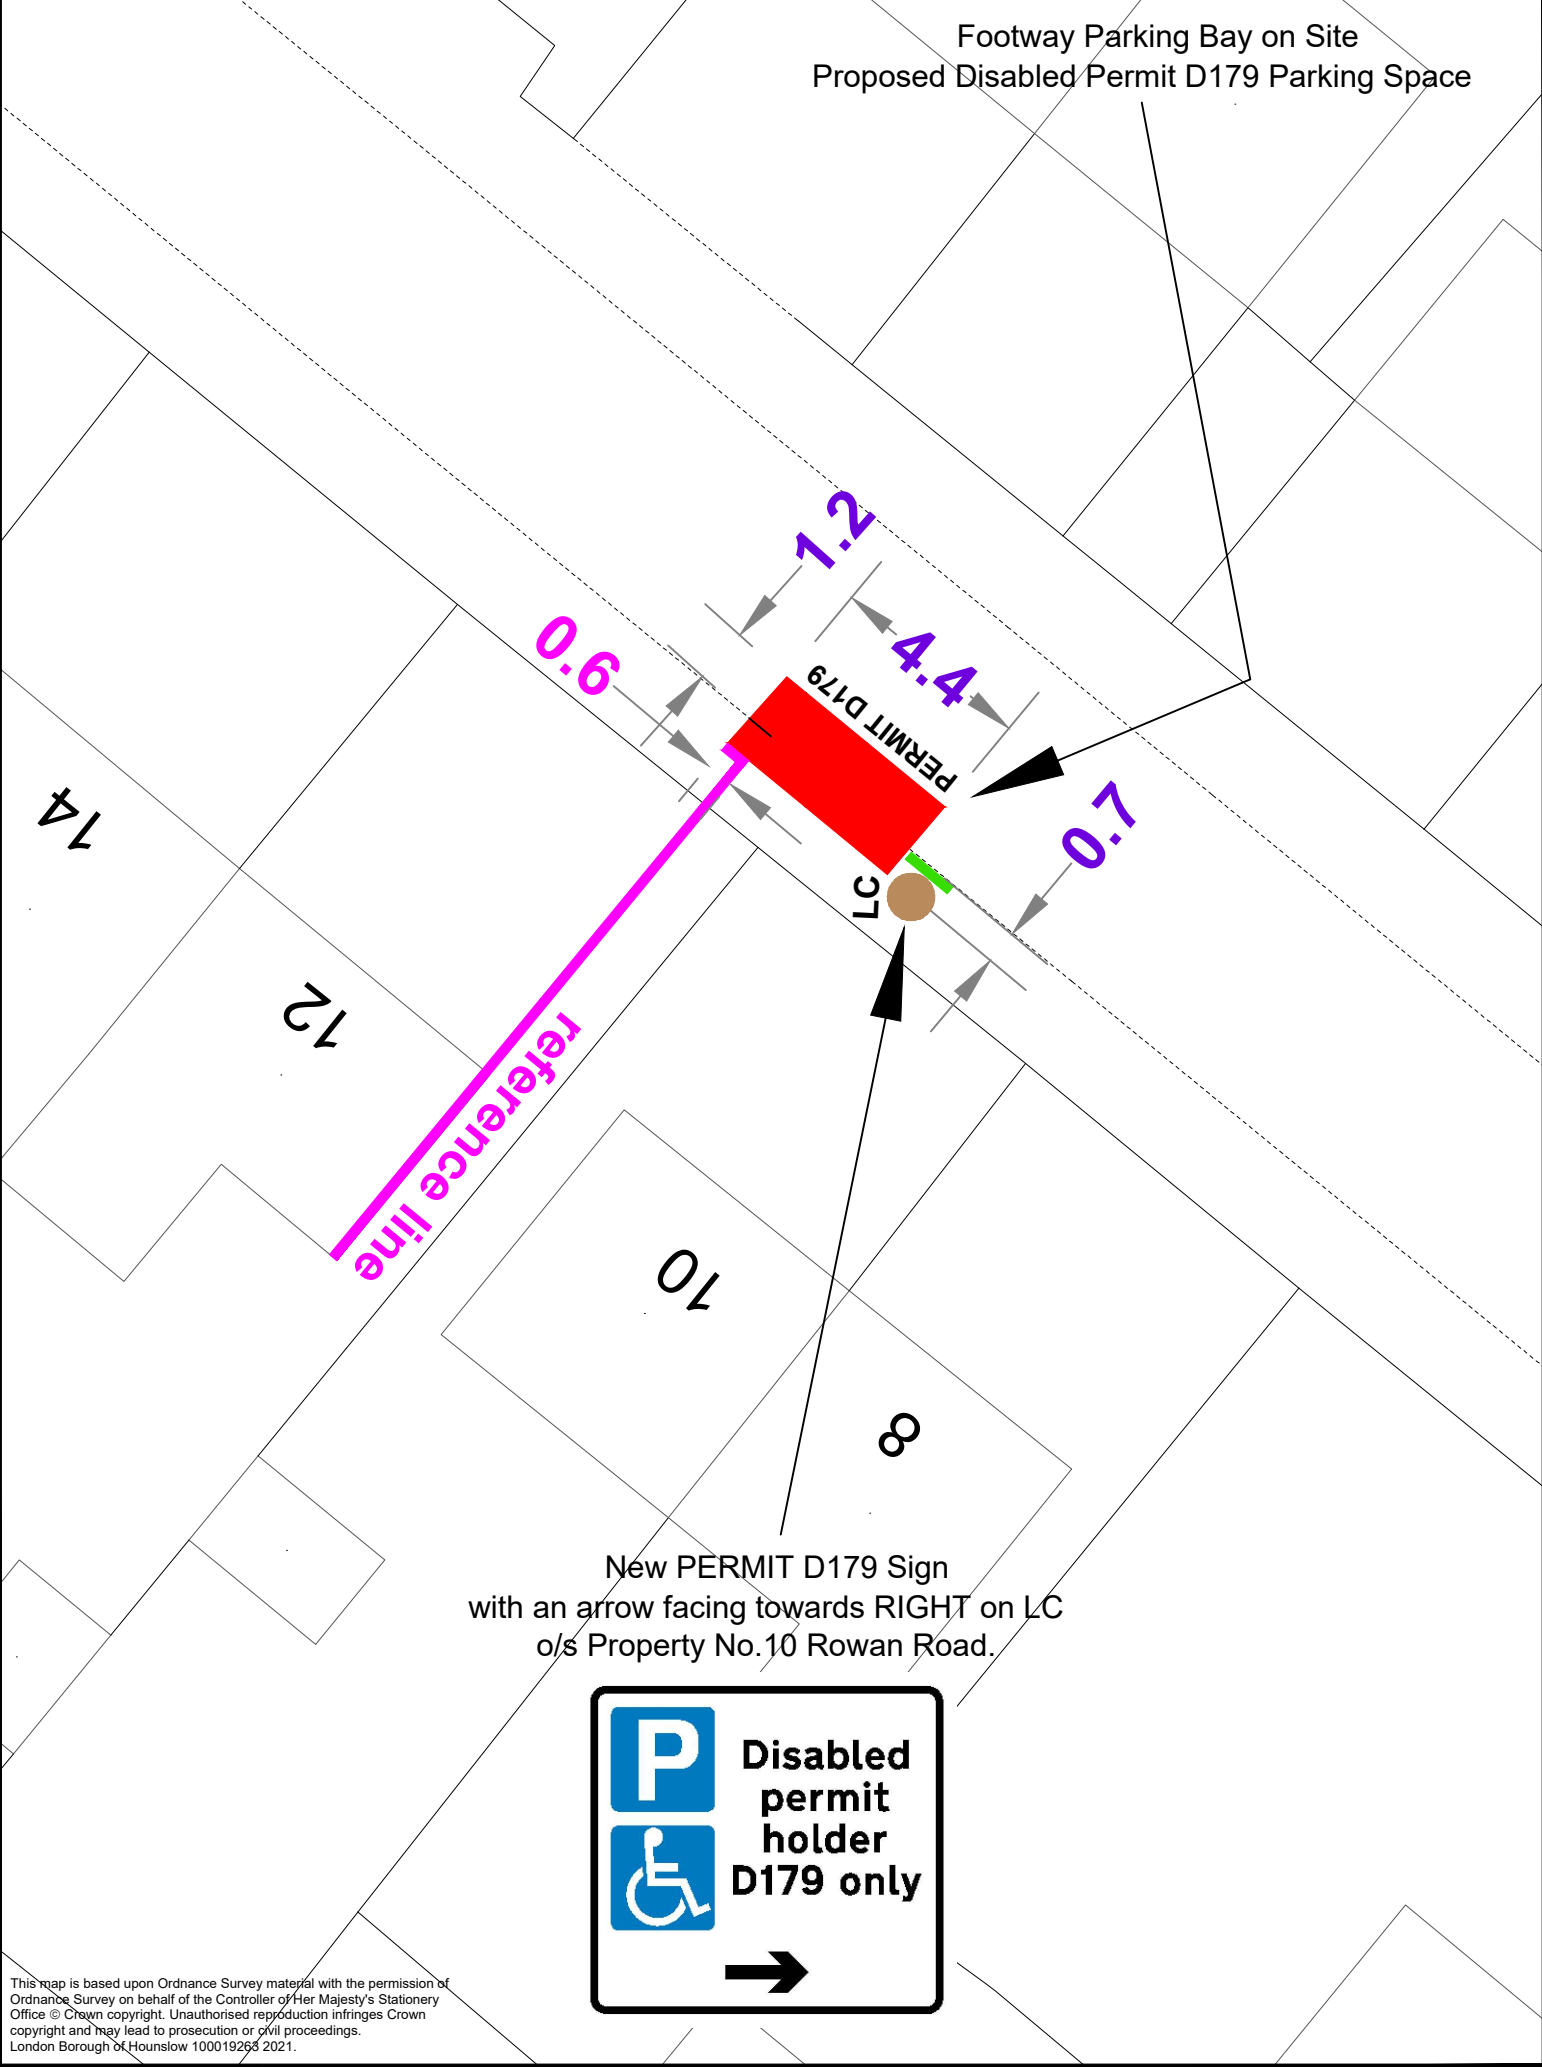 Footway Parking Bay on Site
Proposed Disabled Permit D179 Parking Space
1.2
0.6
4.4
PERMIT D179
0.7
LC
14
12
reference line
10
8
New PERMIT D179 Sign
with an arrow facing towards RIGHT on LC
o/s Property No.10 Rowan Road.
P
Disabled
permit
holder
D179 only
This map is based upon Ordnance Survey material with the permission of
Ordnance Survey on behalf of the Controller of Her Majesty's Stationery
Office © Crown copyright. Unauthorised reproduction infringes Crown
copyright and may lead to prosecution or civil proceedings.
London Borough of Hounslow 100019263 2021.